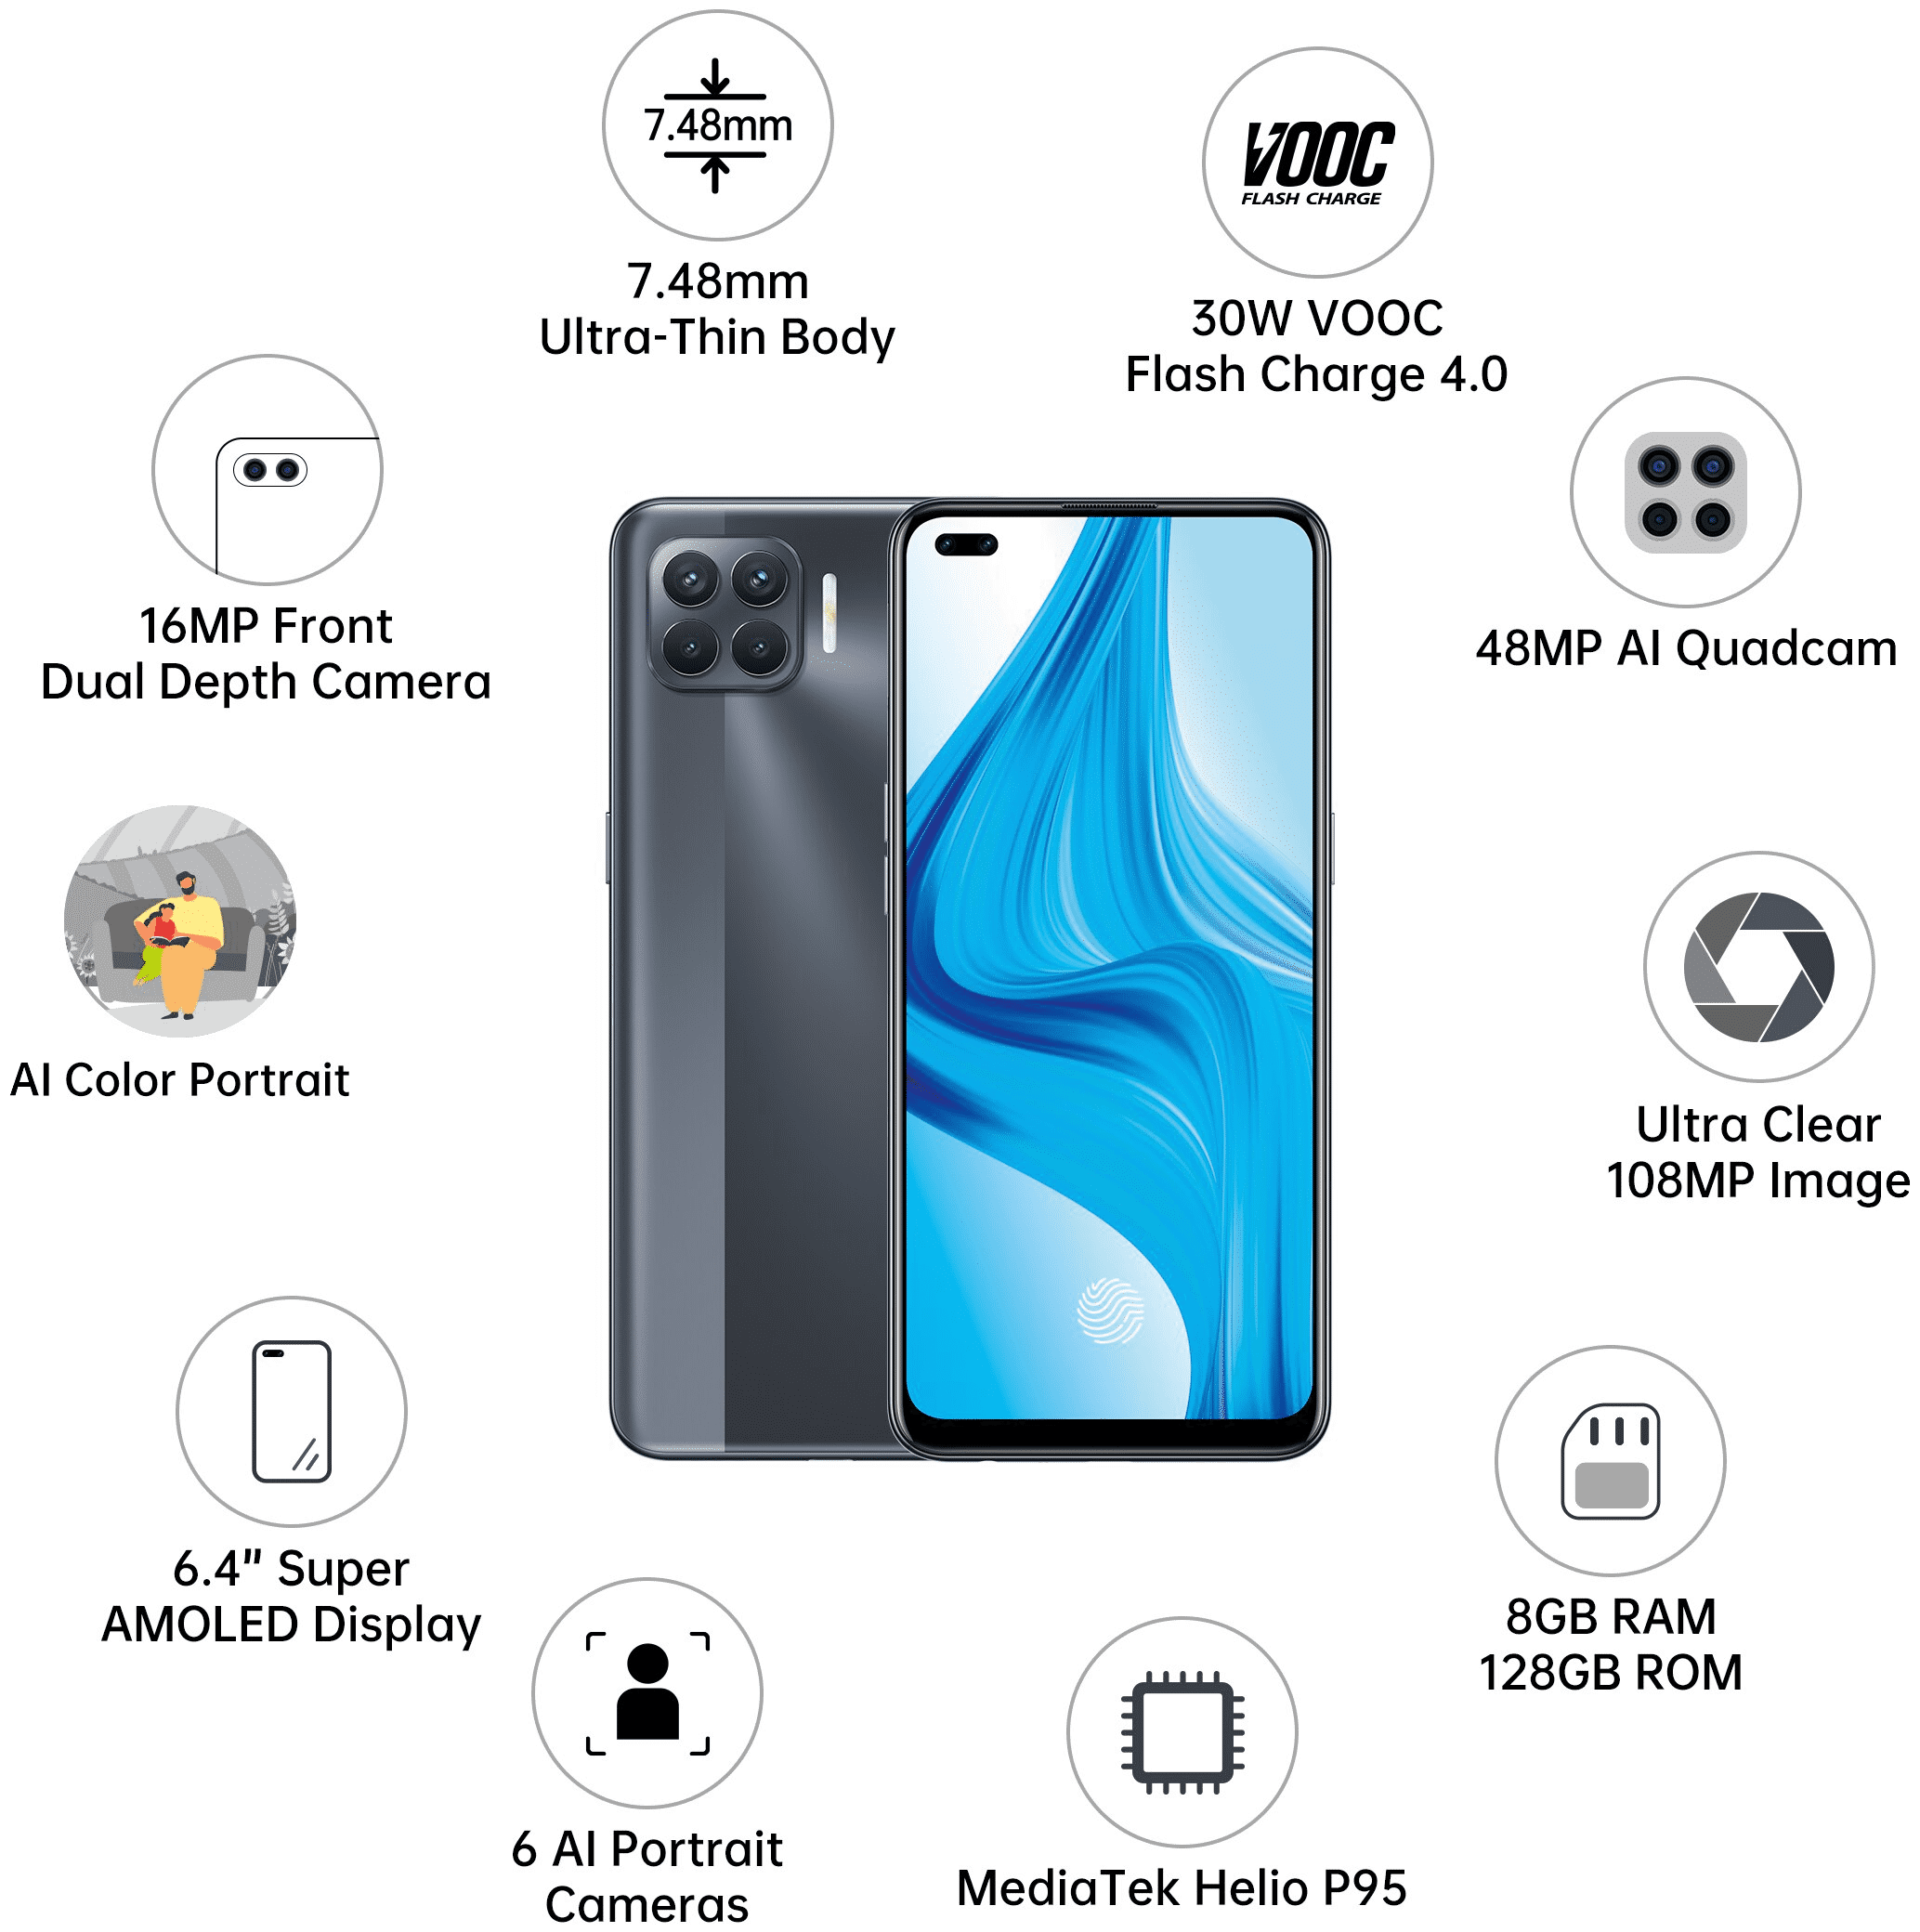 7.48mm
7.48mm
Ultra-Thin Body
VOOC
FLASH CHARGE
30W VOOC
Flash Charge 4.0
16MP Front
Dual Depth Camera
48MP AI Quadcam
AI Color Portrait
Ultra Clear
108MP Image
6.4" Super
AMOLED Display
8GB RAM
128GB ROM
6 AI Portrait
Cameras
MediaTek Helio P95